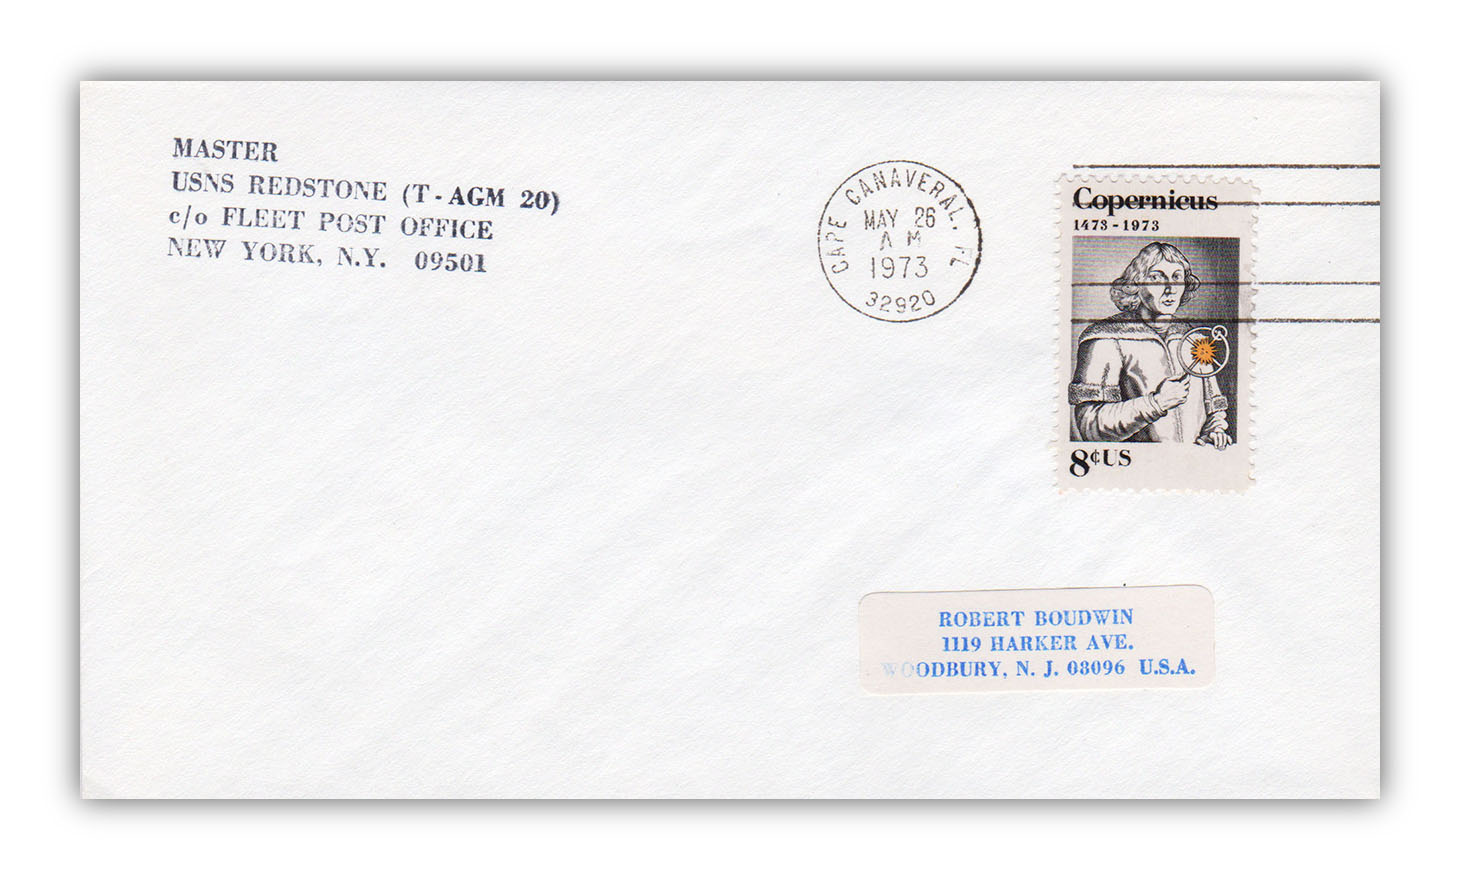 MASTER
USNS REDSTONE (T-AGM 20)
c/o FLEET POST OFFICE
NEW YORK, N.Y. 09501
CAPE CANAVERAL, FL
MAY 26
AM
1973
32920
Copernicus
1473-1973
8¢US
ROBERT BOUDWIN
1119 HARKER AVE.
WOODBURY, N. J. 08096 U.S.A.